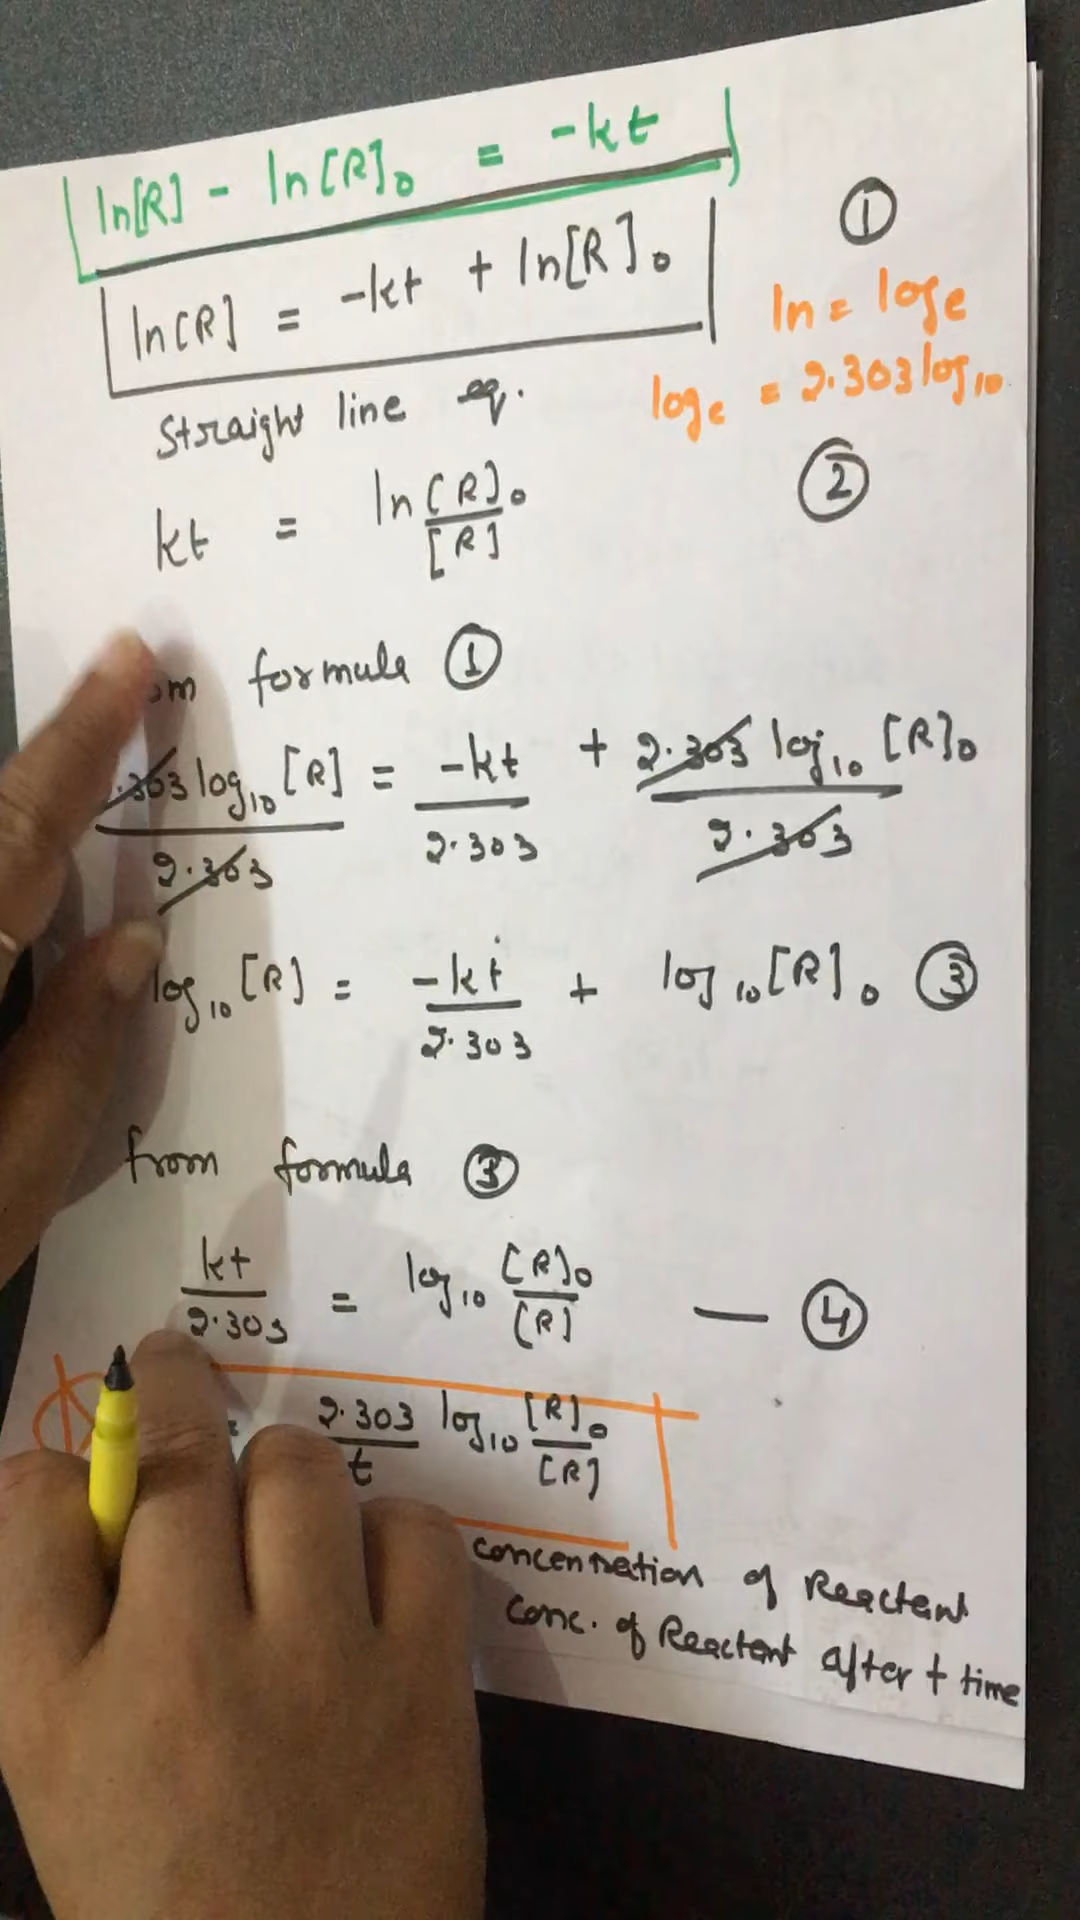 ln[R] - ln[R]₀ = -kt
①
ln[R] = -kt + ln[R]₀
ln = logₑ
Straight line eq.
logₑ = 2.303 log₁₀
②
kt = ln [R]₀/[R]
formula ①
log₁₀ [R] / 2.303 = -kt / 2.303 + 2.303 log₁₀ [R]₀ / 2.303
log₁₀ [R] = -kt / 2.303 + log₁₀ [R]₀ ③
from formula ③
kt / 2.303 = log₁₀ [R]₀/[R] — ④
2.303 / t log₁₀ [R]₀/[R]
concentration of Reactant
conc. of Reactant after t time